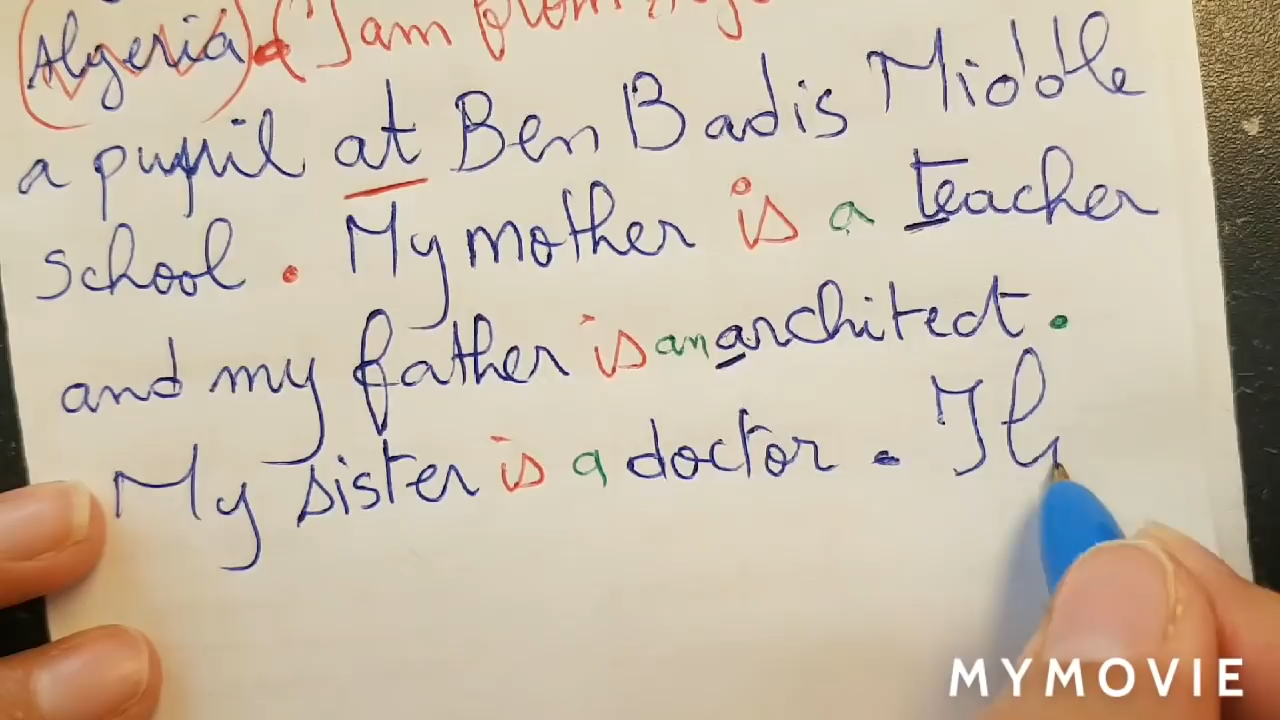 Algeria ( I am from
a pupil at Ben Badis Middle
school . My mother is a teacher
and my father is an architect .
My sister is a doctor . Th
MYMOVIE